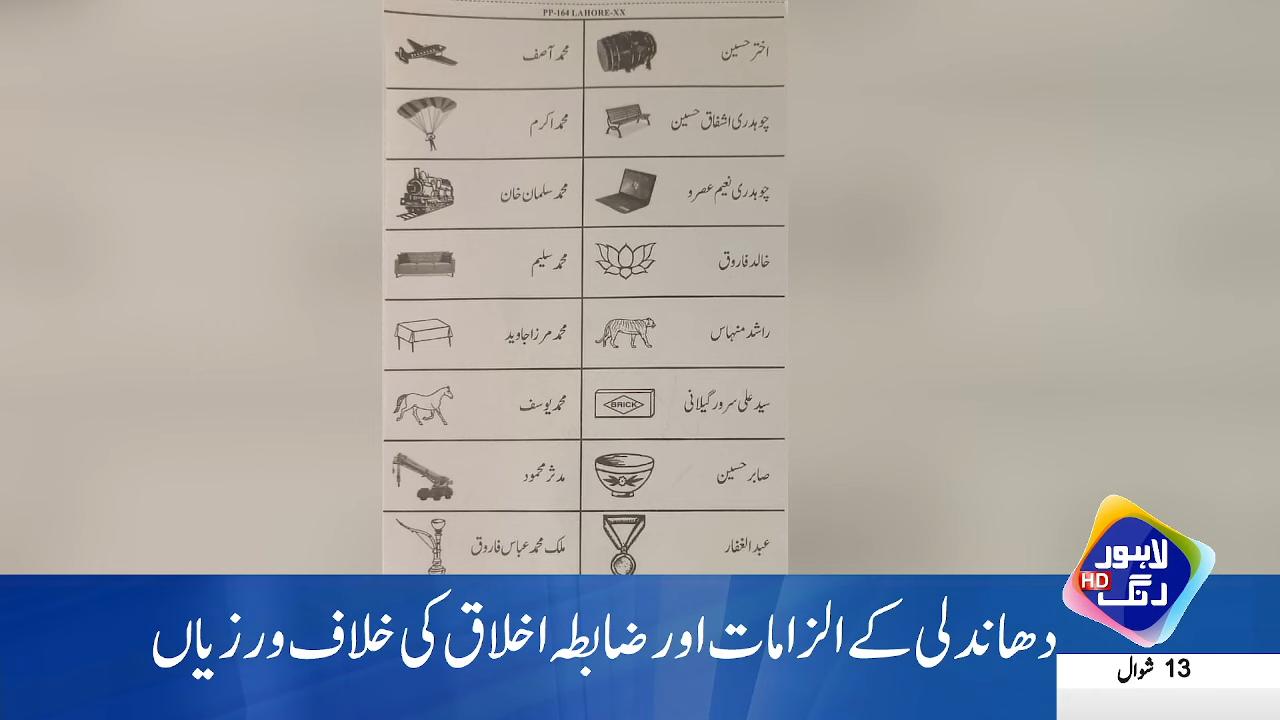 PP-164 LAHORE-XX
اختر حسین
محمد آصف
چوہدری اشفاق حسین
محمد اکرم
چوہدری نعیم عصرو
محمد سلمان خان
خالد فاروق
محمد سلیم
راشد منہاس
محمد مرزا جاوید
سید علی سرور گیلانی
BRICK
محمد یوسف
صابر حسین
مدثر محمود
عبدالغفار
ملک محمد عباس فاروق
لاہور
رنگ
HD
دھاندلی کے الزامات اور ضابطہ اخلاق کی خلاف ورزیاں
13 شوال